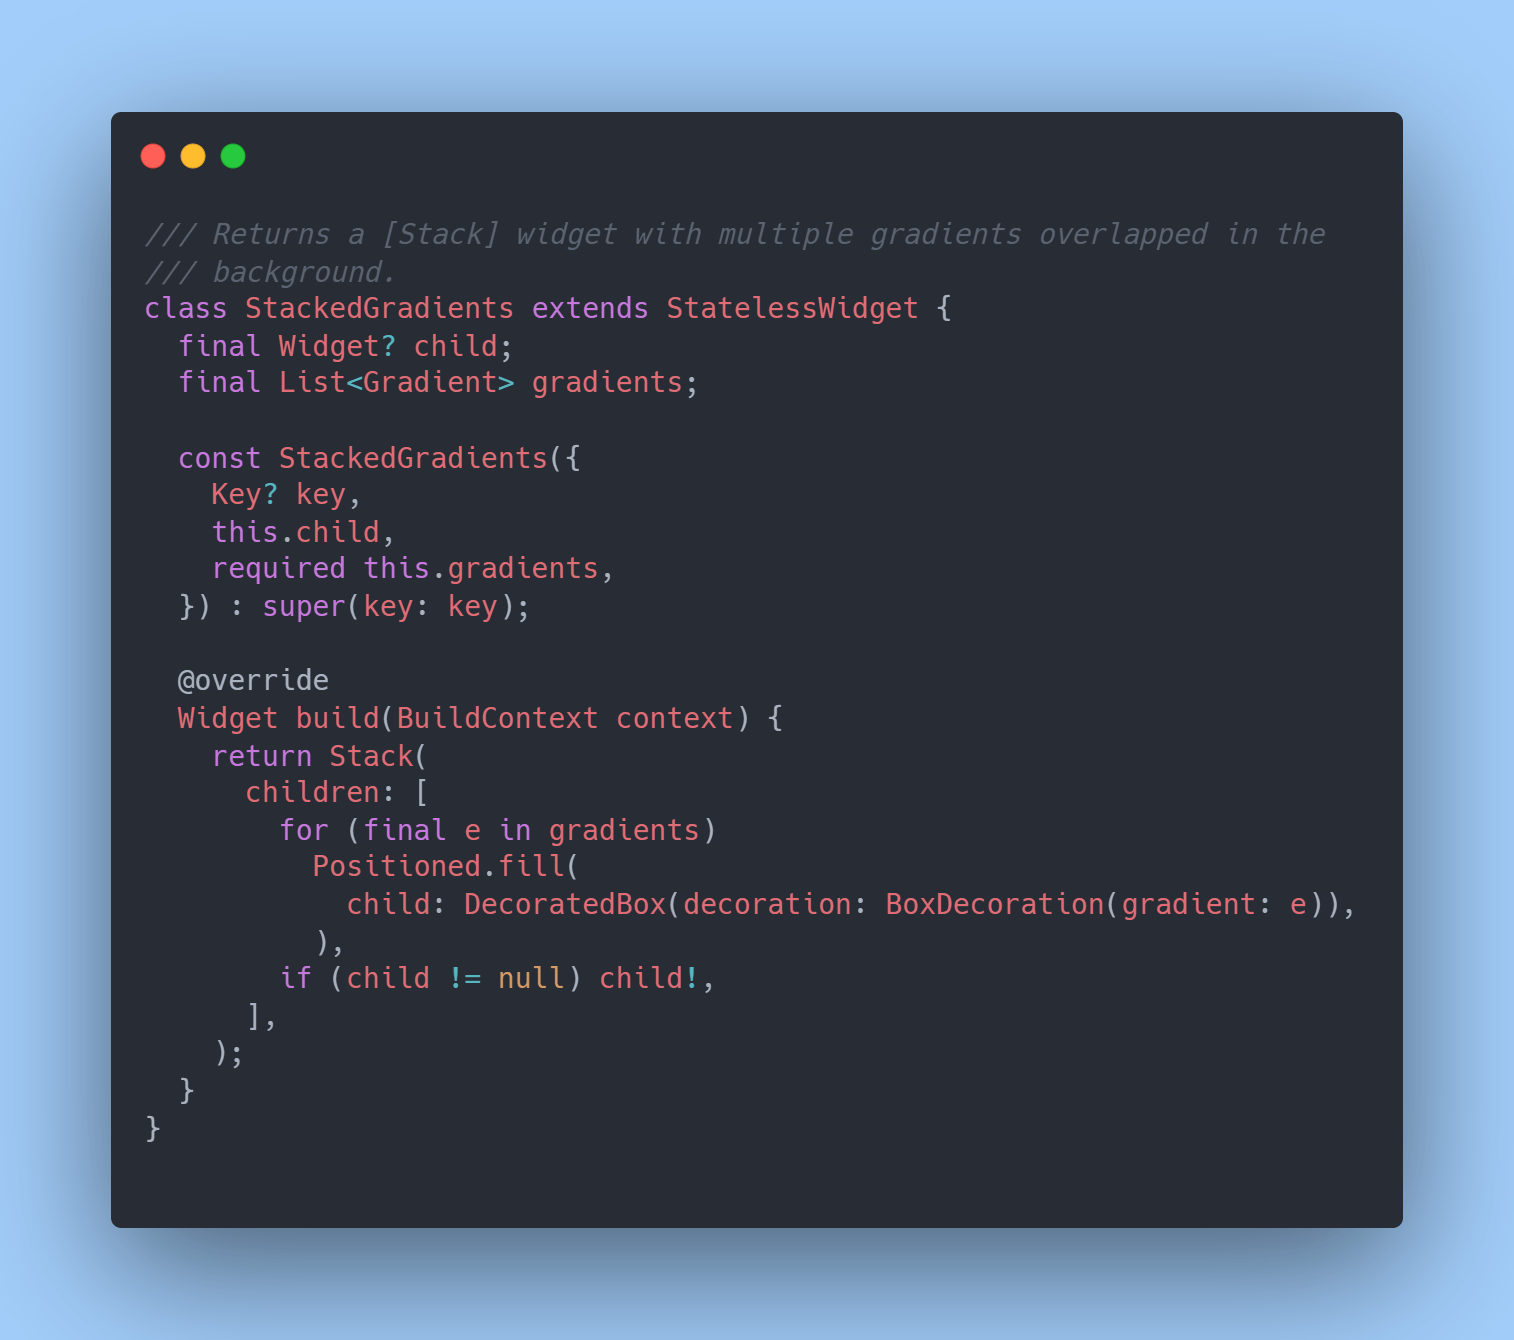 /// Returns a [Stack] widget with multiple gradients overlapped in the
/// background.
class StackedGradients extends StatelessWidget {
  final Widget? child;
  final List<Gradient> gradients;

  const StackedGradients({
    Key? key,
    this.child,
    required this.gradients,
  }) : super(key: key);

  @override
  Widget build(BuildContext context) {
    return Stack(
      children: [
        for (final e in gradients)
          Positioned.fill(
            child: DecoratedBox(decoration: BoxDecoration(gradient: e)),
          ),
        if (child != null) child!,
      ],
    );
  }
}